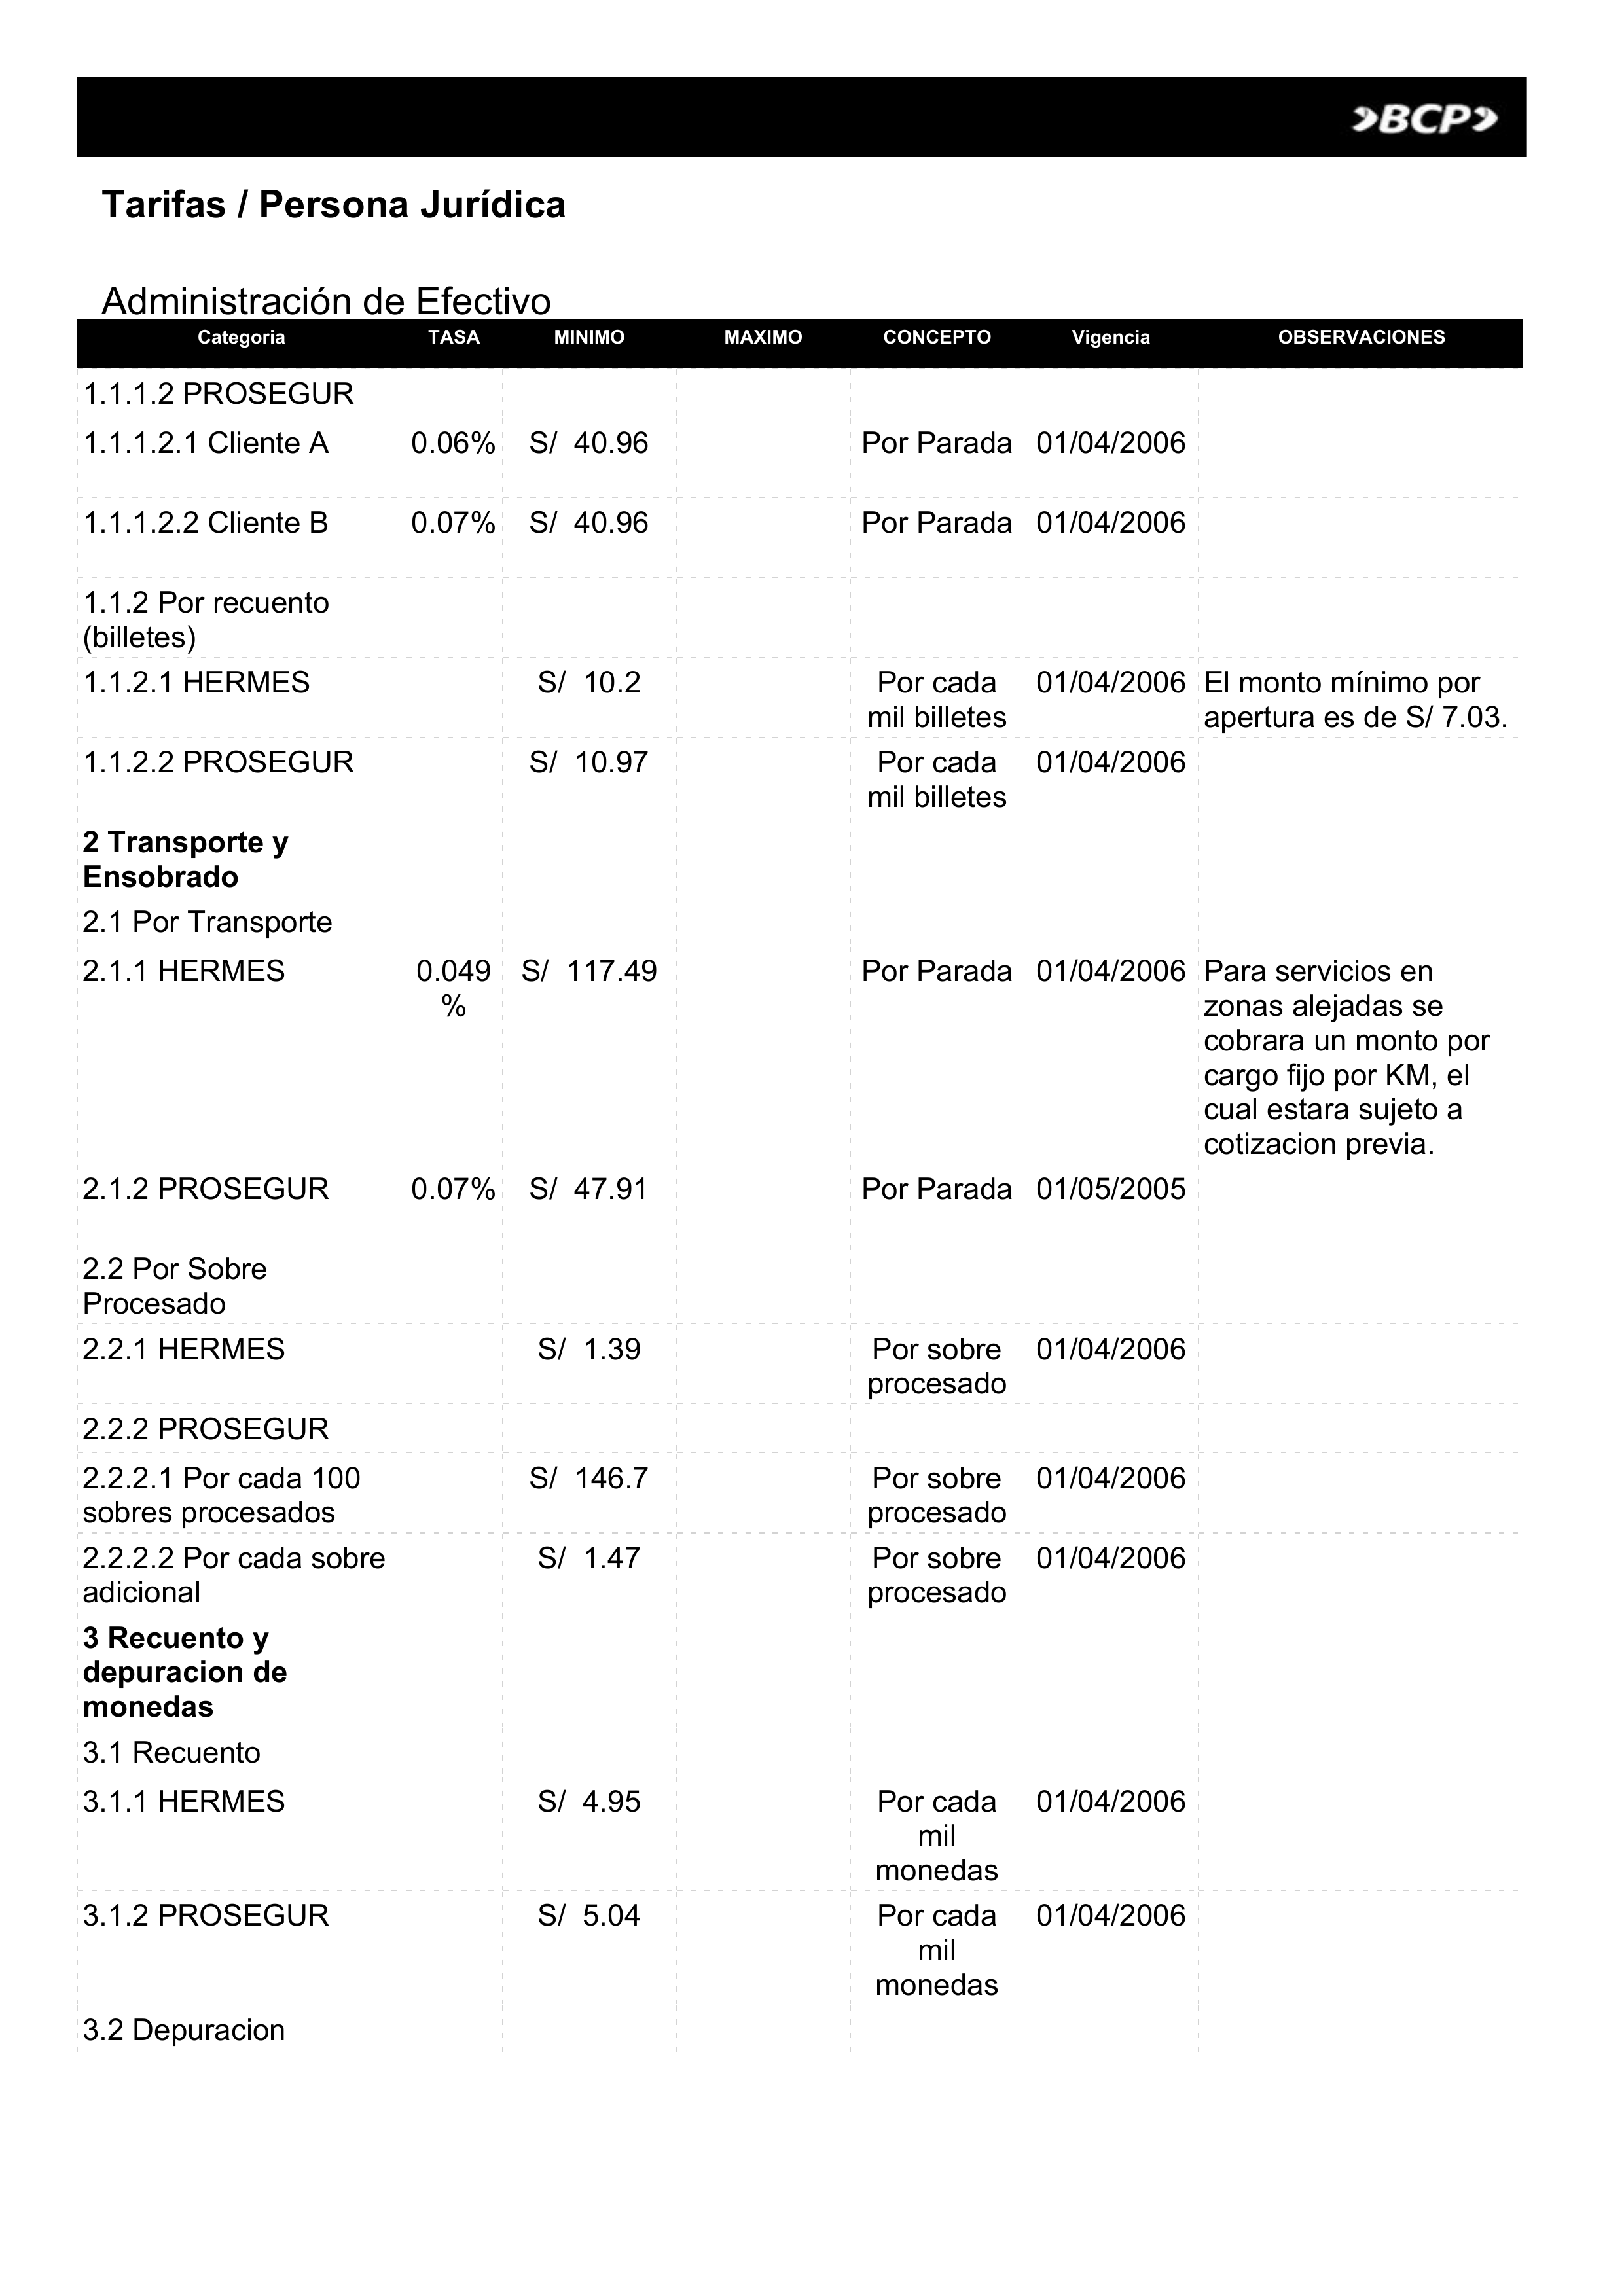 BCP
Tarifas / Persona Jurídica
Administración de Efectivo
Categoria TASA MINIMO MAXIMO CONCEPTO Vigencia OBSERVACIONES
1.1.1.2 PROSEGUR
1.1.1.2.1 Cliente A 0.06% S/ 40.96 Por Parada 01/04/2006
1.1.1.2.2 Cliente B 0.07% S/ 40.96 Por Parada 01/04/2006
1.1.2 Por recuento
(billetes)
1.1.2.1 HERMES S/ 10.2 Por cada 01/04/2006 El monto mínimo por
mil billetes apertura es de S/ 7.03.
1.1.2.2 PROSEGUR S/ 10.97 Por cada 01/04/2006
mil billetes
2 Transporte y
Ensobrado
2.1 Por Transporte
2.1.1 HERMES 0.049 S/ 117.49 Por Parada 01/04/2006 Para servicios en
% zonas alejadas se
cobrara un monto por
cargo fijo por KM, el
cual estara sujeto a
cotizacion previa.
2.1.2 PROSEGUR 0.07% S/ 47.91 Por Parada 01/05/2005
2.2 Por Sobre
Procesado
2.2.1 HERMES S/ 1.39 Por sobre 01/04/2006
procesado
2.2.2 PROSEGUR
2.2.2.1 Por cada 100 S/ 146.7 Por sobre 01/04/2006
sobres procesados procesado
2.2.2.2 Por cada sobre S/ 1.47 Por sobre 01/04/2006
adicional procesado
3 Recuento y
depuracion de
monedas
3.1 Recuento
3.1.1 HERMES S/ 4.95 Por cada 01/04/2006
mil
monedas
3.1.2 PROSEGUR S/ 5.04 Por cada 01/04/2006
mil
monedas
3.2 Depuracion